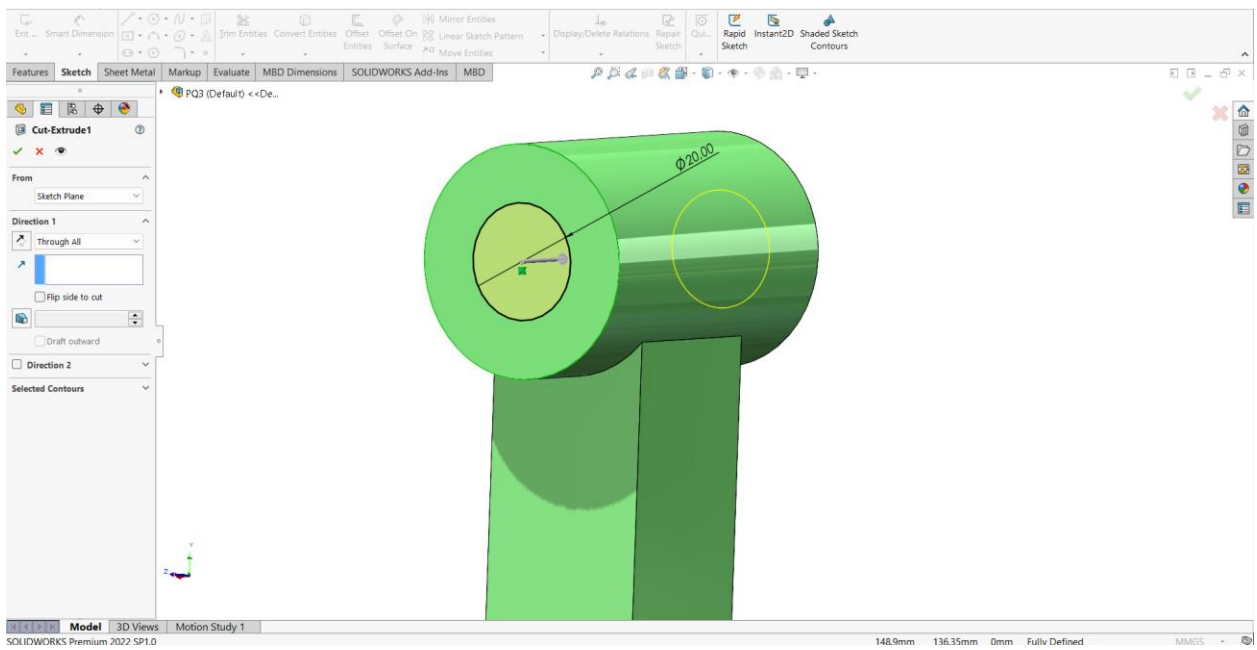 Exit ... Smart Dimension Trim Entities Convert Entities Offset Entities Offset On Surface Mirror Entities Linear Sketch Pattern Move Entities Display/Delete Relations Repair Sketch Qui... Rapid Sketch Instant2D Shaded Sketch Contours
Features Sketch Sheet Metal Markup Evaluate MBD Dimensions SOLIDWORKS Add-Ins MBD
PQ3 (Default) <<De...
Cut-Extrude1
From
Sketch Plane
Direction 1
Through All
Flip side to cut
Draft outward
Direction 2
Selected Contours
Ø20.00
Y
Z
Model 3D Views Motion Study 1
SOLIDWORKS Premium 2022 SP1.0 148.9mm 136.35mm 0mm Fully Defined MMGS -